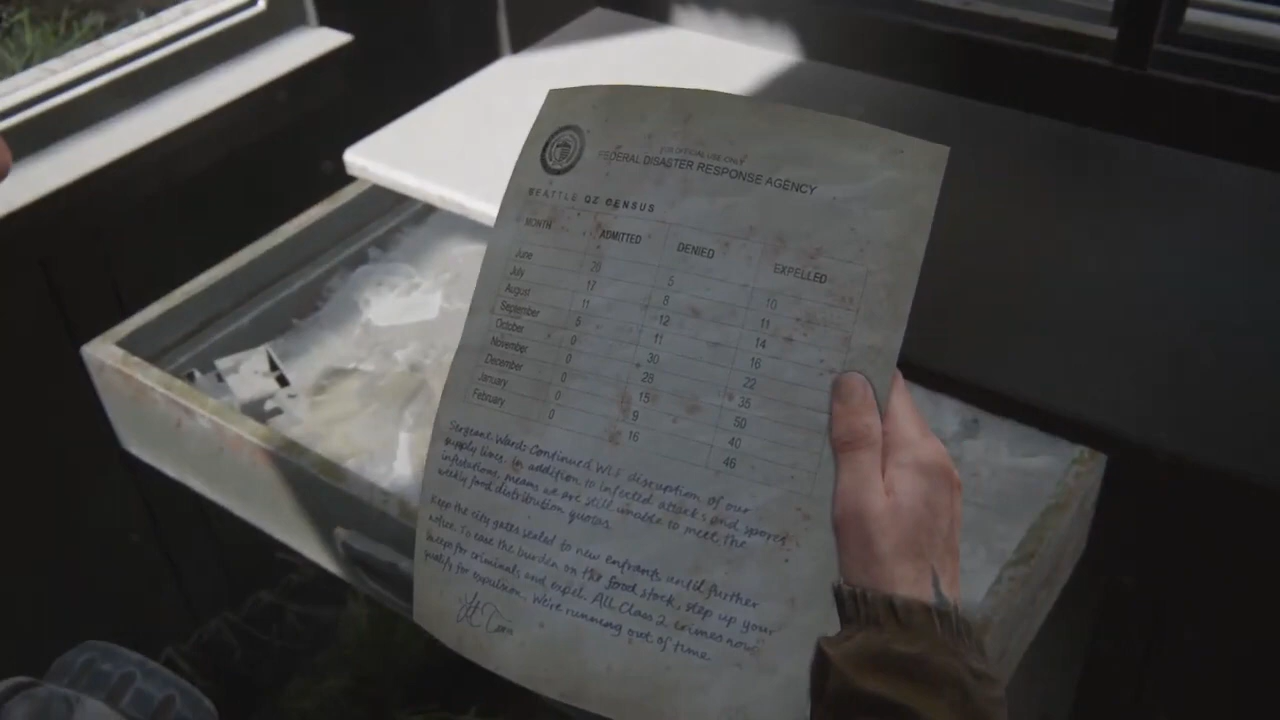 FOR OFFICIAL USE ONLY
FEDERAL DISASTER RESPONSE AGENCY
SEATTLE QZ CENSUS
MONTH ADMITTED DENIED EXPELLED
June 20 5 10
July 17 8 11
August 11 12 14
September 5 11 16
October 0 30 22
November 0 28 35
December 0 15 50
January 0 9 40
February 0 16 46
Sergeant Ward: Continued WLF disruption of our
supply lines. In addition to infected attacks and spores
infestations, means we are still unable to meet the
weekly food distribution quotas.
Keep the city gates sealed to new entrants until further
notice. To ease the burden on the food stock, step up your
sweeps for criminals and expel. All Class 2 crimes now
qualify for expulsion. We're running out of time.